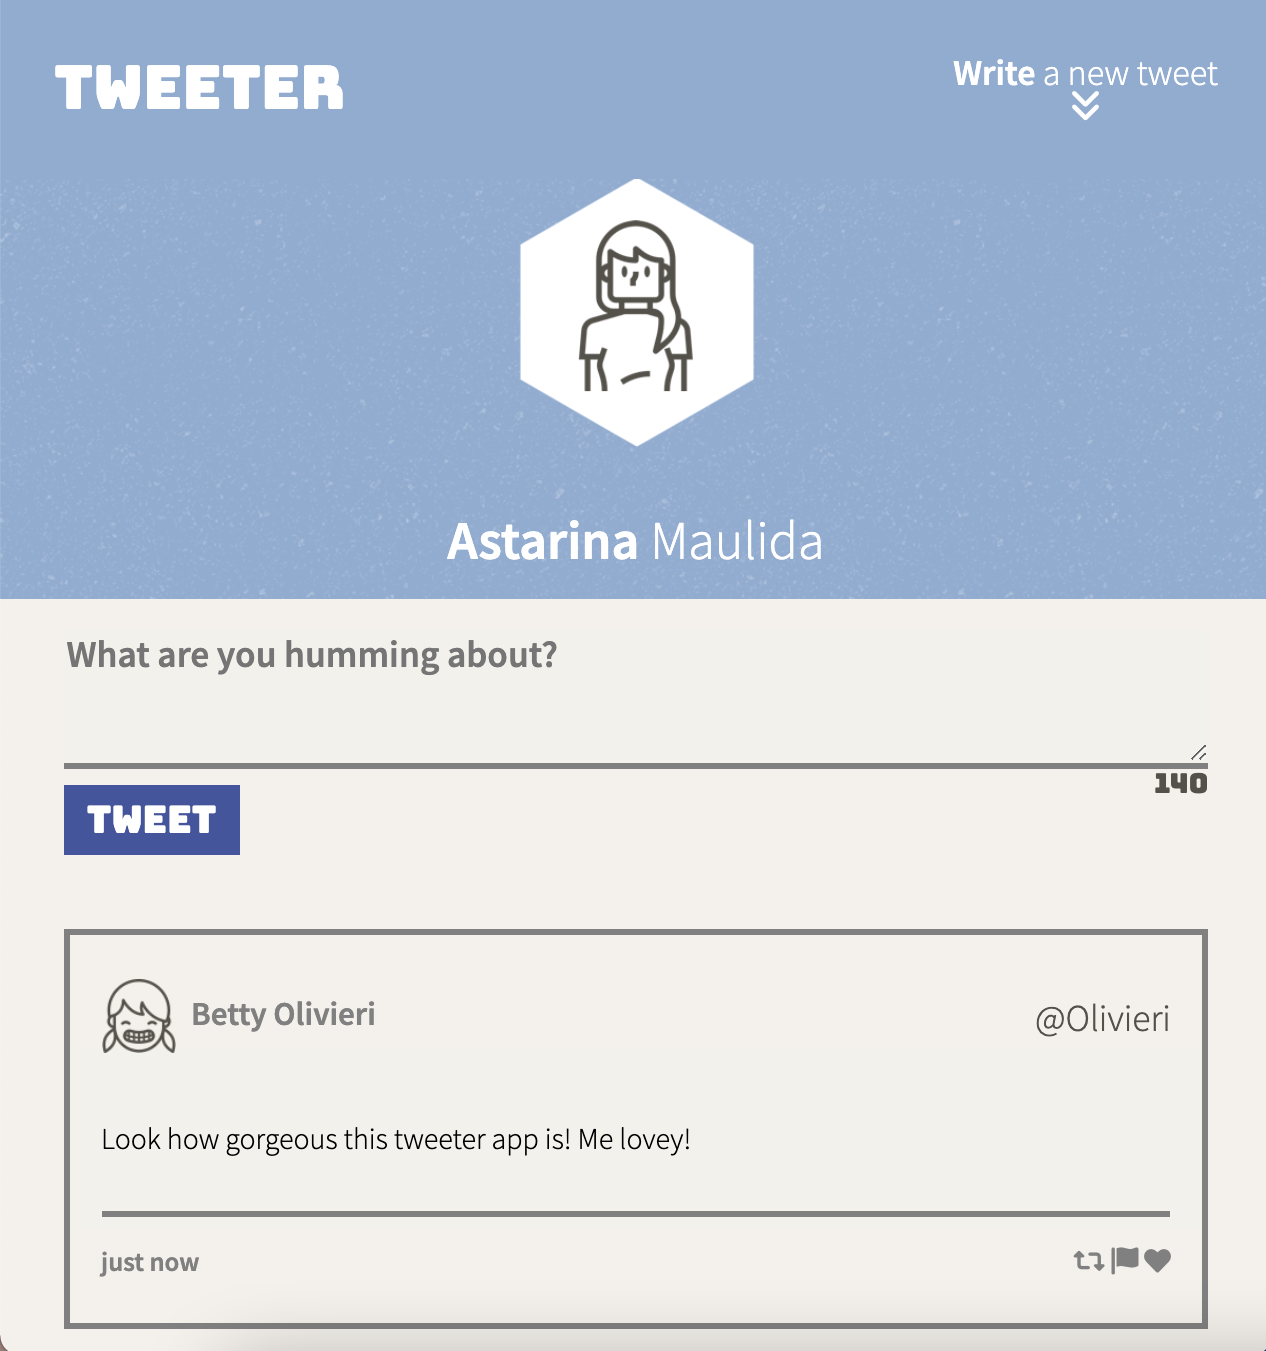 TWEETER
Write a new tweet
Astarina Maulida
What are you humming about?
140
TWEET
Betty Olivieri
@Olivieri
Look how gorgeous this tweeter app is! Me lovey!
just now